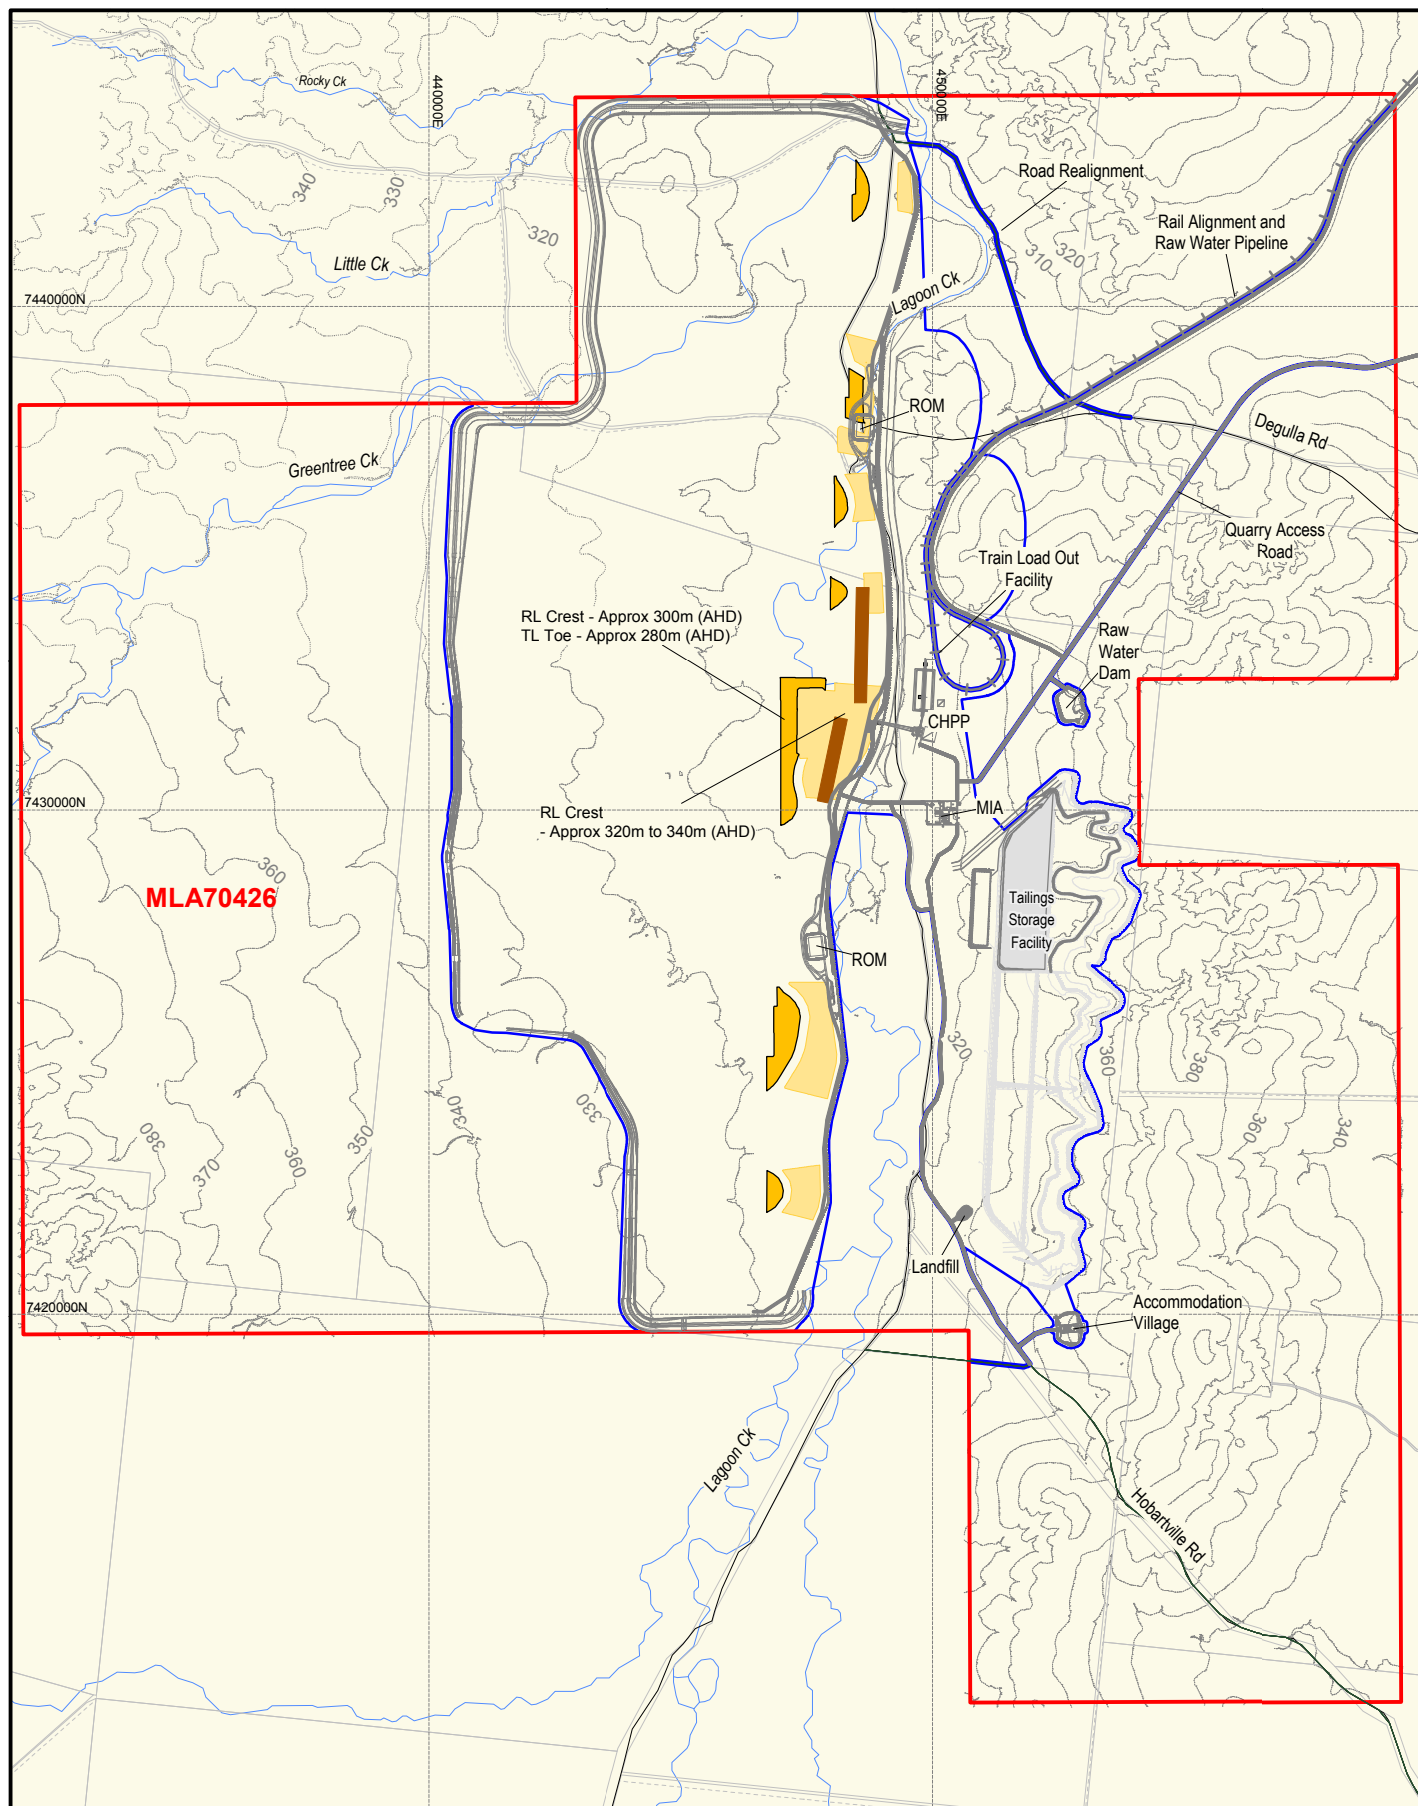 Rocky Ck
440000E
450000E
340
330
320
Little Ck
Road Realignment
Rail Alignment and
Raw Water Pipeline
320
310
7440000N
Lagoon Ck
ROM
Degulla Rd
Greentree Ck
Quarry Access
Road
Train Load Out
Facility
RL Crest - Approx 300m (AHD)
TL Toe - Approx 280m (AHD)
Raw
Water
Dam
CHPP
7430000N
MIA
RL Crest
- Approx 320m to 340m (AHD)
360
MLA70426
Tailings
Storage
Facility
ROM
320
360
380
340
330
380
370
360
350
360
340
Landfill
7420000N
Accommodation
Village
Lagoon Ck
Hobartville Rd